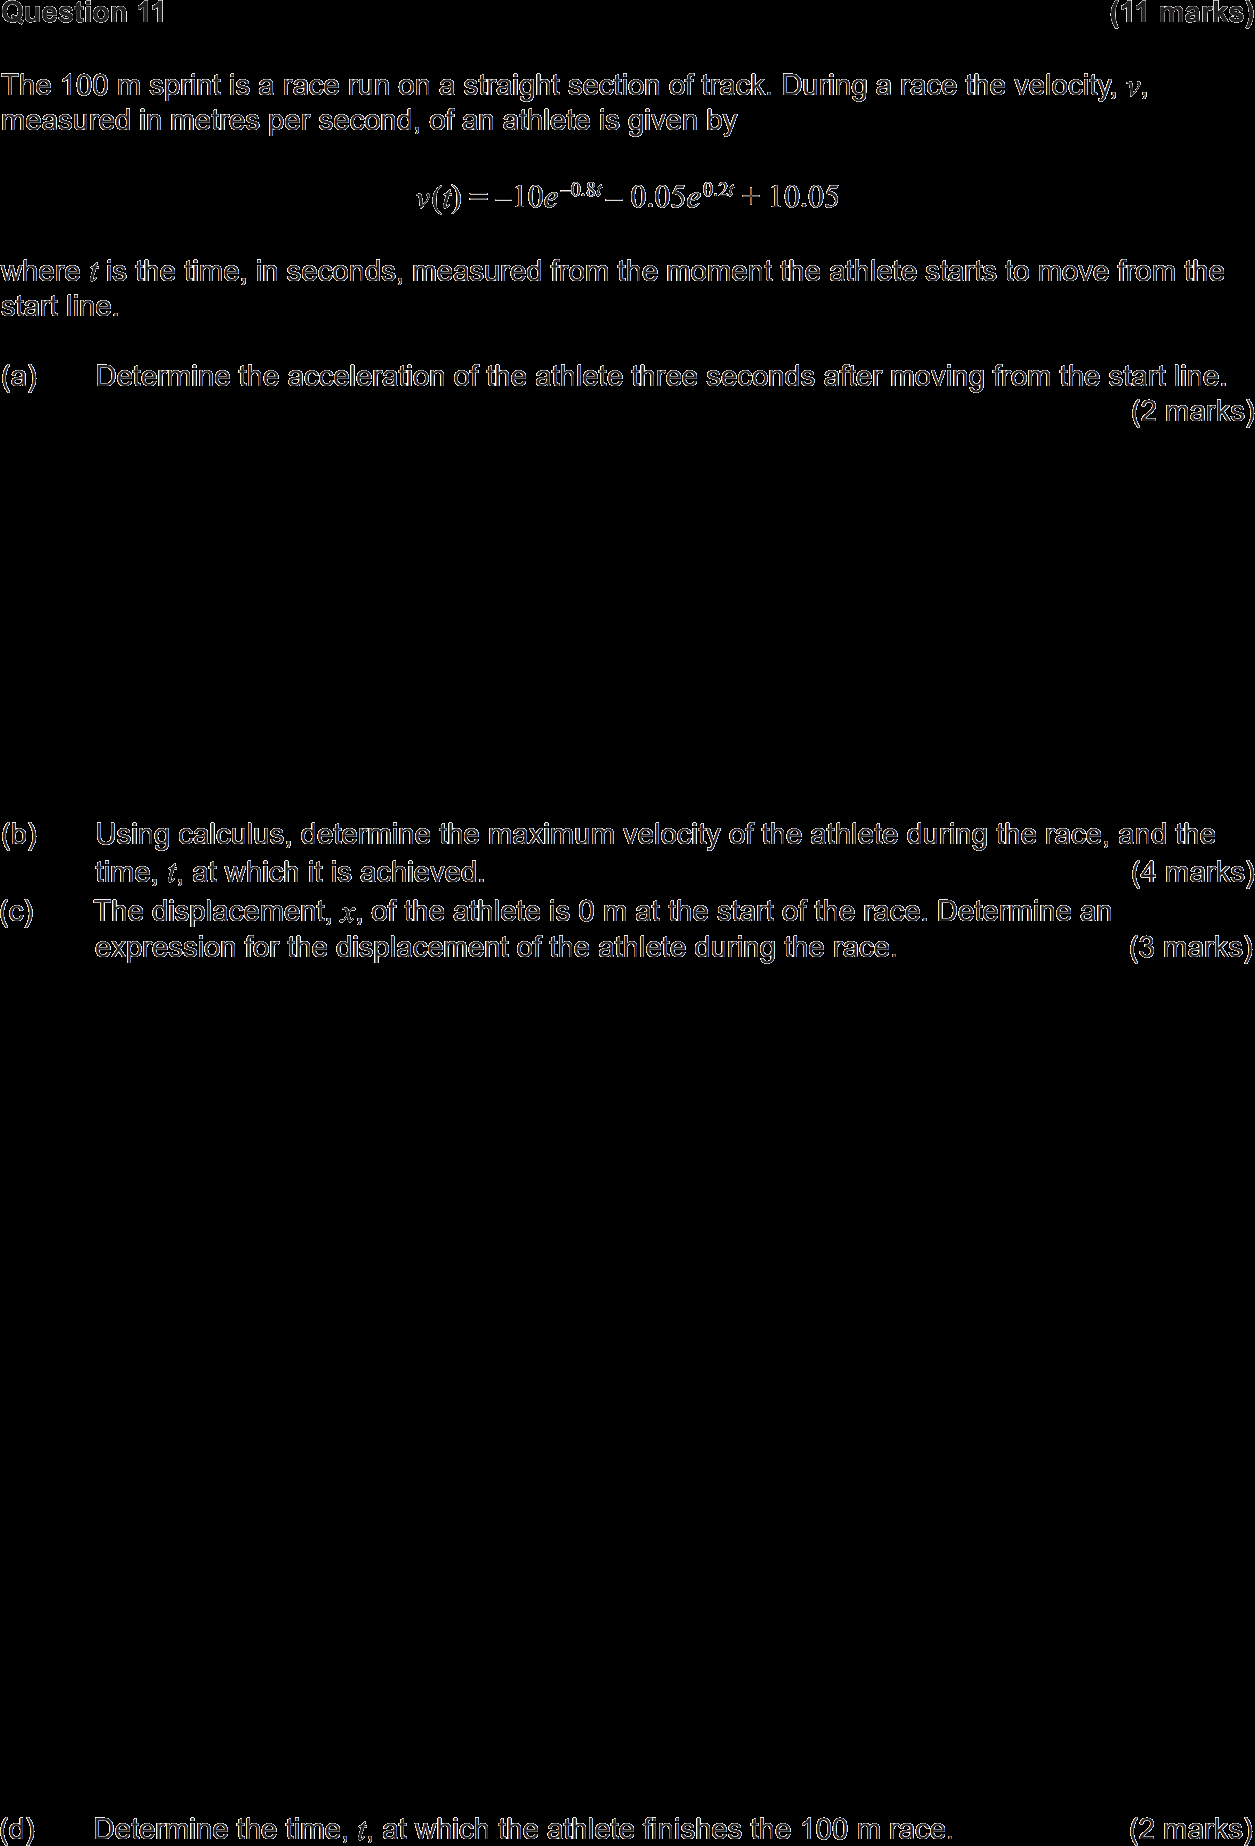 Question 11 (11 marks)
The 100 m sprint is a race run on a straight section of track. During a race the velocity, v,
measured in metres per second, of an athlete is given by
v(t) = –10e^{–0.8t} – 0.05e^{0.2t} + 10.05
where t is the time, in seconds, measured from the moment the athlete starts to move from the
start line.
(a) Determine the acceleration of the athlete three seconds after moving from the start line.
(2 marks)
(b) Using calculus, determine the maximum velocity of the athlete during the race, and the
time, t, at which it is achieved. (4 marks)
(c) The displacement, x, of the athlete is 0 m at the start of the race. Determine an
expression for the displacement of the athlete during the race. (3 marks)
(d) Determine the time, t, at which the athlete finishes the 100 m race. (2 marks)